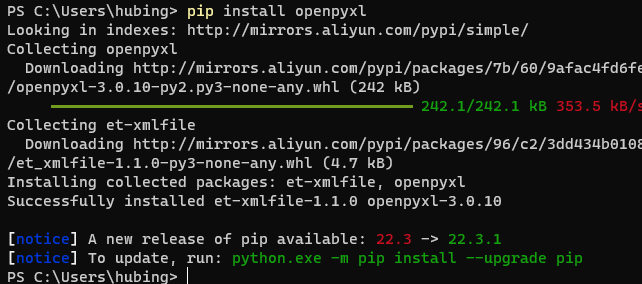 PS C:\Users\hubing> pip install openpyxl
Looking in indexes: http://mirrors.aliyun.com/pypi/simple/
Collecting openpyxl
  Downloading http://mirrors.aliyun.com/pypi/packages/7b/60/9afac4fd6fe
/openpyxl-3.0.10-py2.py3-none-any.whl (242 kB)
242.1/242.1 kB 353.5 kB/s
Collecting et-xmlfile
  Downloading http://mirrors.aliyun.com/pypi/packages/96/c2/3dd434b0108
/et_xmlfile-1.1.0-py3-none-any.whl (4.7 kB)
Installing collected packages: et-xmlfile, openpyxl
Successfully installed et-xmlfile-1.1.0 openpyxl-3.0.10
[notice] A new release of pip available: 22.3 -> 22.3.1
[notice] To update, run: python.exe -m pip install --upgrade pip
PS C:\Users\hubing>